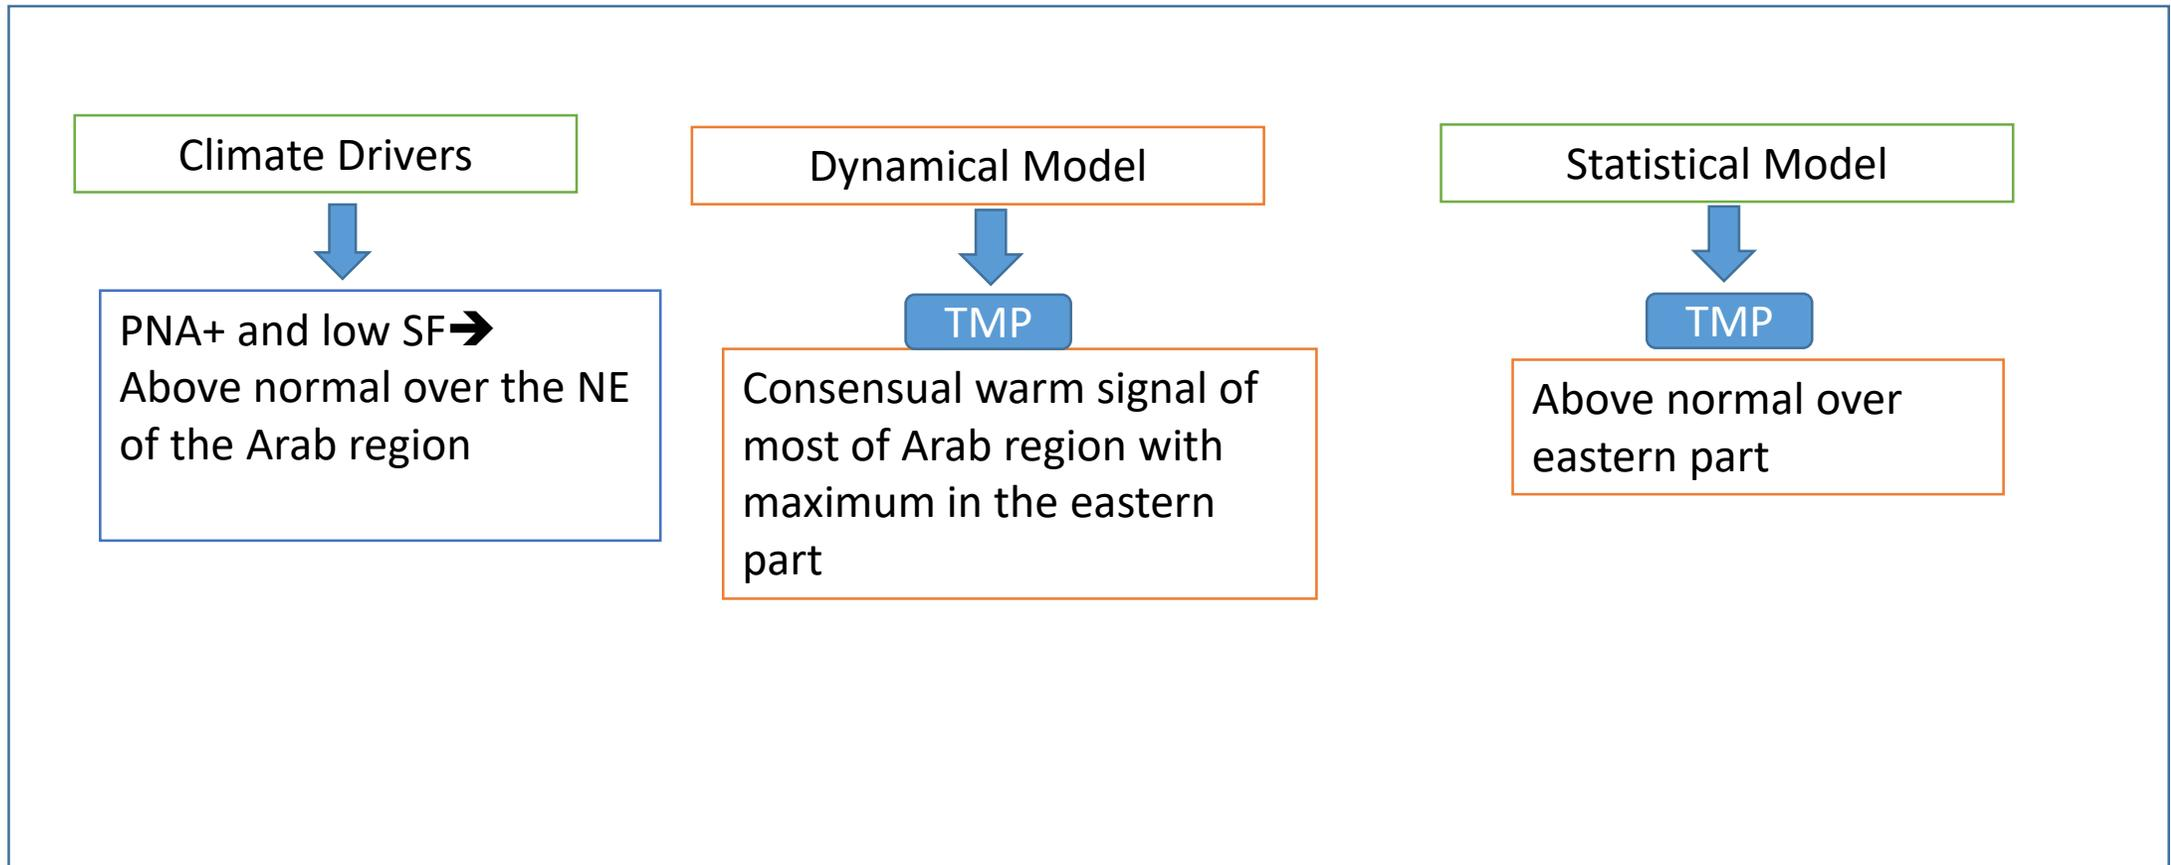 Climate Drivers
PNA+ and low SF➔
Above normal over the NE
of the Arab region
Dynamical Model
TMP
Consensual warm signal of
most of Arab region with
maximum in the eastern
part
Statistical Model
TMP
Above normal over
eastern part